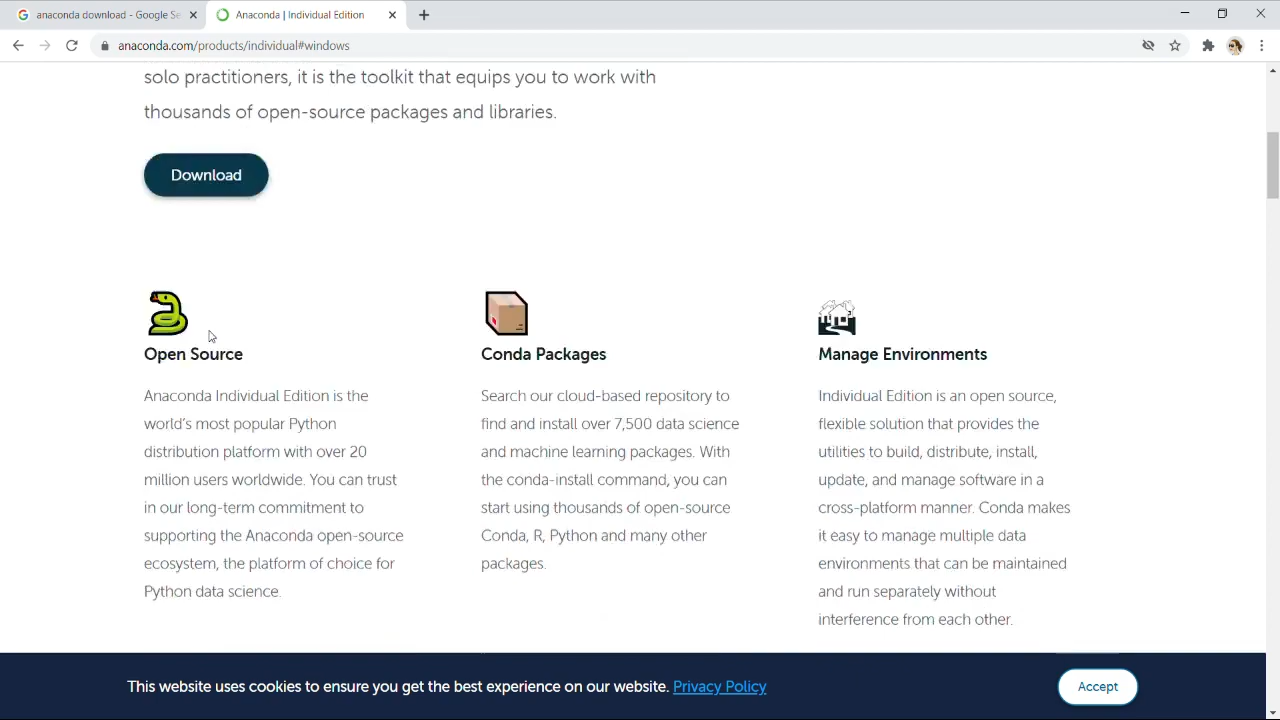 anaconda download - Google Se
Anaconda | Individual Edition
anaconda.com/products/individual#windows
solo practitioners, it is the toolkit that equips you to work with
thousands of open-source packages and libraries.
Download
Open Source
Anaconda Individual Edition is the
world's most popular Python
distribution platform with over 20
million users worldwide. You can trust
in our long-term commitment to
supporting the Anaconda open-source
ecosystem, the platform of choice for
Python data science.
Conda Packages
Search our cloud-based repository to
find and install over 7,500 data science
and machine learning packages. With
the conda-install command, you can
start using thousands of open-source
Conda, R, Python and many other
packages.
Manage Environments
Individual Edition is an open source,
flexible solution that provides the
utilities to build, distribute, install,
update, and manage software in a
cross-platform manner. Conda makes
it easy to manage multiple data
environments that can be maintained
and run separately without
interference from each other.
This website uses cookies to ensure you get the best experience on our website. Privacy Policy
Accept